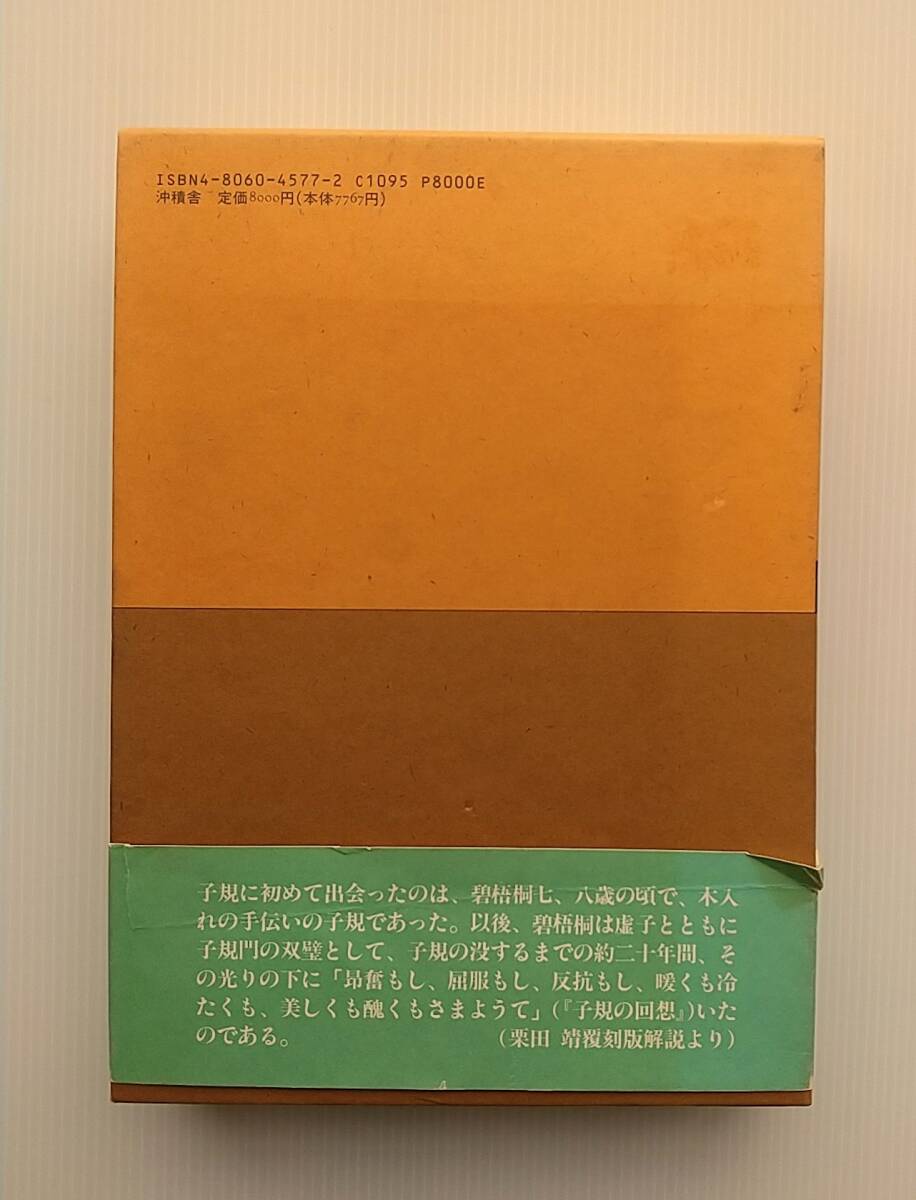 ISBN4-8060-4577-2 C1095 P8000E
沖積舎 定価8000円(本体7767円)
子規に初めて出会ったのは、碧梧桐七、八歳の頃で、木入
れの手伝いの子規であった。以後、碧梧桐は虚子とともに
子規門の双璧として、子規の没するまでの約二十年間、そ
の光りの下に「昂奮もし、屈服もし、反抗もし、暖くも冷
たくも、美しくも醜くもさまようて」(『子規の回想』)いた
のである。 (栗田 靖覆刻版解説より)